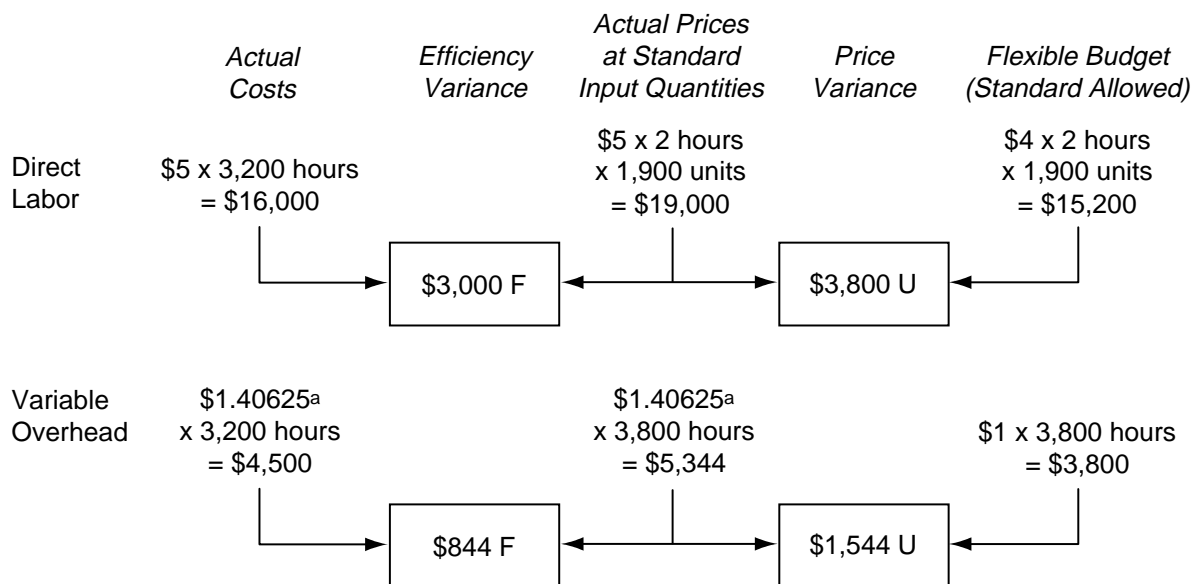 Actual
Costs
Efficiency
Variance
Actual Prices
at Standard
Input Quantities
Price
Variance
Flexible Budget
(Standard Allowed)
Direct
Labor
$5 x 3,200 hours
= $16,000
$5 x 2 hours
x 1,900 units
= $19,000
$4 x 2 hours
x 1,900 units
= $15,200
$3,000 F
$3,800 U
Variable
Overhead
$1.40625a
x 3,200 hours
= $4,500
$1.40625a
x 3,800 hours
= $5,344
$1 x 3,800 hours
= $3,800
$844 F
$1,544 U